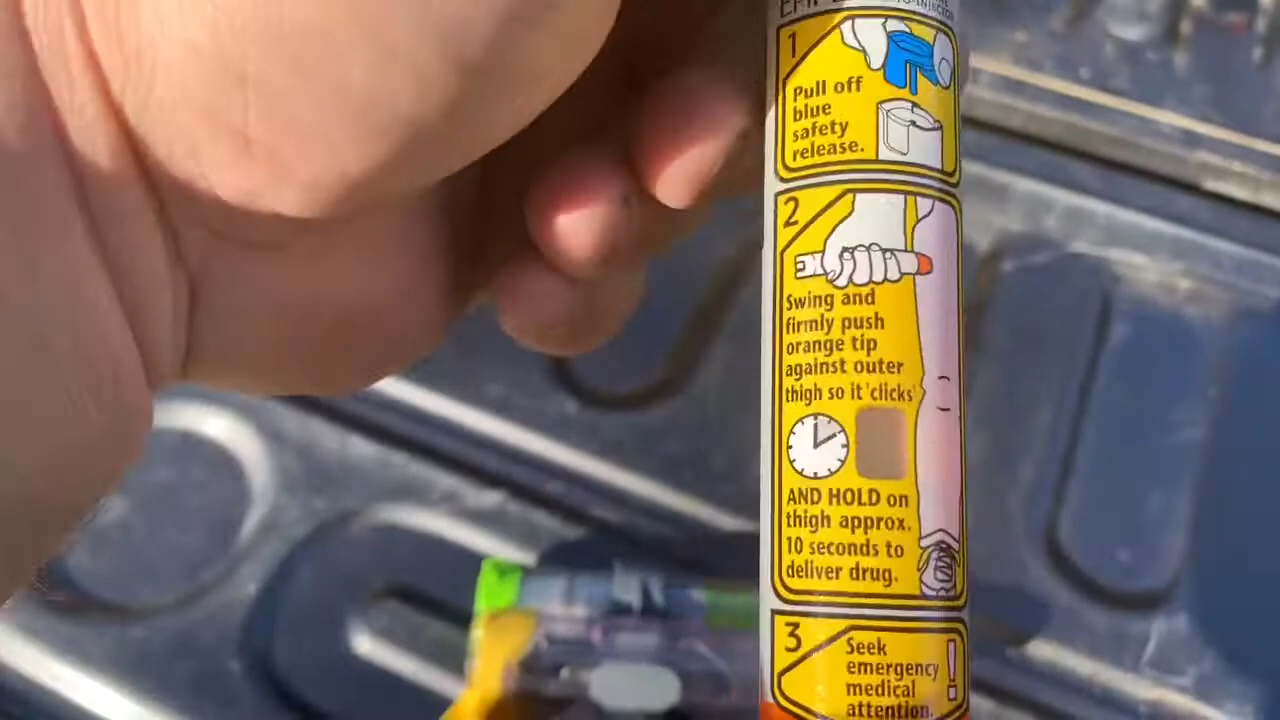 1
Pull off
blue
safety
release.
2
Swing and
firmly push
orange tip
against outer
thigh so it 'clicks'
AND HOLD on
thigh approx.
10 seconds to
deliver drug.
3
Seek
emergency
medical
attention.
!